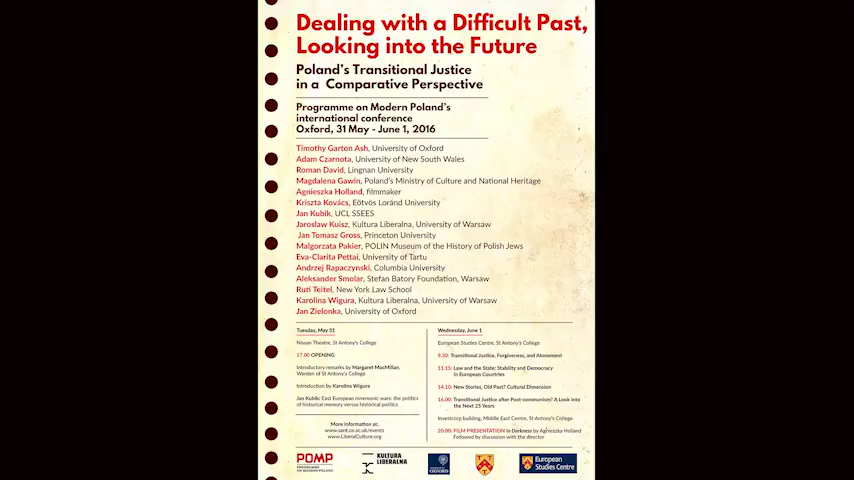 Dealing with a Difficult Past,
Looking into the Future
Poland's Transitional Justice
in a Comparative Perspective
Programme on Modern Poland's
international conference
Oxford, 31 May - June 1, 2016
Timothy Garton Ash, University of Oxford
Adam Czarnota, University of New South Wales
Roman David, Lingnan University
Magdalena Gawin, Poland's Ministry of Culture and National Heritage
Agnieszka Holland, filmmaker
Kriszta Kovács, Eötvös Loránd University
Jan Kubik, UCL SSEES
Jarosław Kuisz, Kultura Liberalna, University of Warsaw
Jan Tomasz Gross, Princeton University
Malgorzata Pakier, POLIN Museum of the History of Polish Jews
Eva-Clarita Pettai, University of Tartu
Andrzej Rapaczynski, Columbia University
Aleksander Smolar, Stefan Batory Foundation, Warsaw
Ruti Teitel, New York Law School
Karolina Wigura, Kultura Liberalna, University of Warsaw
Jan Zielonka, University of Oxford
Tuesday, May 31
Nissan Theatre, St Antony's College
17.00 OPENING
Introductory remarks by Margaret MacMillan,
Warden of St Antony's College
Introduction by Karolina Wigura
Jan Kubik: East European mnemonic wars: the politics
of historical memory versus historical politics
More information at:
www.sant.ox.ac.uk/events
www.LiberalCulture.org
Wednesday, June 1
European Studies Centre, St Antony's College
9.30: Transitional Justice, Forgiveness, and Atonement
11.15: Law and the State: Stability and Democracy
in European Countries
14.10: New Stories, Old Past? Cultural Dimension
16.00: Transitional Justice after Post-communism? A Look into
the Next 25 Years
Investcorp building, Middle East Centre, St Antony's College
20.00: FILM PRESENTATION In Darkness by Agnieszka Holland
Followed by discussion with the director
POMP
PROGRAMME
ON MODERN POLAND
KULTURA
LIBERALNA
OXFORD
European
Studies Centre